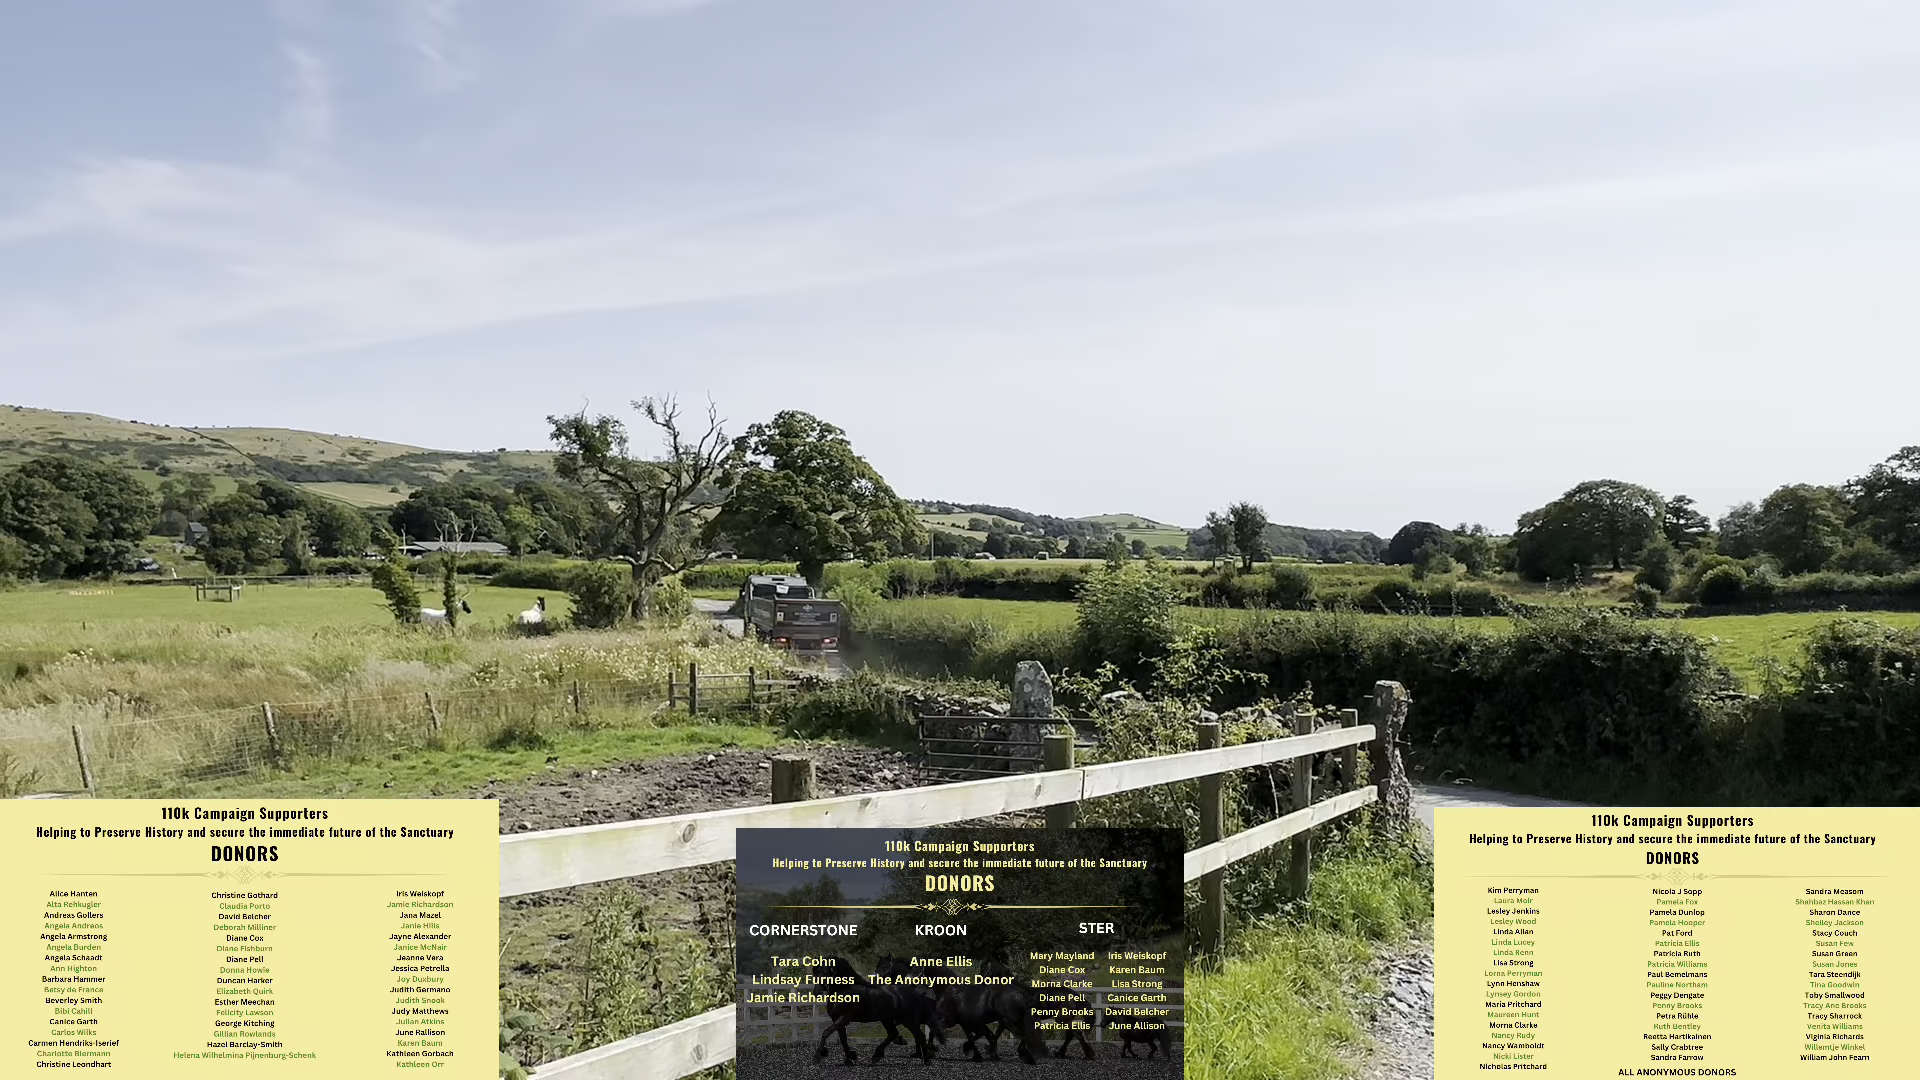 110k Campaign Supporters
Helping to Preserve History and secure the immediate future of the Sanctuary
DONORS
Alice Hanten
Alta Rehkugler
Andreas Gollers
Angela Andreos
Angela Armstrong
Angela Burden
Angela Schaadt
Ann Highton
Barbara Hammer
Betsy de France
Beverley Smith
Bibi Cahill
Canice Garth
Carlos Wilks
Carmen Hendriks-Iserief
Charlotte Biermann
Christine Leondhart
Christine Gothard
Claudia Porto
David Belcher
Deborah Milliner
Diane Cox
Diane Fishburn
Diane Pell
Donna Howie
Duncan Harker
Elizabeth Quirk
Esther Meechan
Felicity Lawson
George Kitching
Gillian Rowlands
Hazel Barclay-Smith
Helena Wilhelmina Pijnenburg-Schenk
Iris Weiskopf
Jamie Richardson
Jana Mazel
Janie Hills
Jayne Alexander
Janice McNair
Jeanne Vera
Jessica Petrella
Joy Duxbury
Judith Germano
Judith Snook
Judy Matthews
Julian Atkins
June Rallison
Karen Baum
Kathleen Gorbach
Kathleen Orr
110k Campaign Supporters
Helping to Preserve History and secure the immediate future of the Sanctuary
DONORS
CORNERSTONE
Tara Cohn
Lindsay Furness
Jamie Richardson
KROON
Anne Ellis
The Anonymous Donor
STER
Mary Mayland
Diane Cox
Morna Clarke
Diane Pell
Penny Brooks
Patricia Ellis
Iris Weiskopf
Karen Baum
Lisa Strong
Canice Garth
David Belcher
June Allison
110k Campaign Supporters
Helping to Preserve History and secure the immediate future of the Sanctuary
DONORS
Kim Perryman
Laura Moir
Lesley Jenkins
Lesley Wood
Linda Allan
Linda Lucey
Linda Renn
Lisa Strong
Lorna Perryman
Lynn Henshaw
Lynsey Gordon
Maria Pritchard
Maureen Hunt
Morna Clarke
Nancy Rudy
Nancy Wamboldt
Nicki Lister
Nicholas Pritchard
Nicola J Sopp
Pamela Fox
Pamela Dunlop
Pamela Hooper
Pat Ford
Patricia Ellis
Patricia Ruth
Patricia Williams
Paul Bemelmans
Pauline Northam
Peggy Dengate
Penny Brooks
Petra Rühle
Ruth Bentley
Reetta Hartikainen
Sally Crabtree
Sandra Farrow
Sandra Measom
Shahbaz Hassan Khan
Sharon Dance
Shelley Jackson
Stacy Couch
Susan Few
Susan Green
Susan Jones
Tara Steendijk
Tina Goodwin
Toby Smallwood
Tracy Ane Brooks
Tracy Sharrock
Venita Williams
Viginia Richards
Willemtje Winkel
William John Fearn
ALL ANONYMOUS DONORS